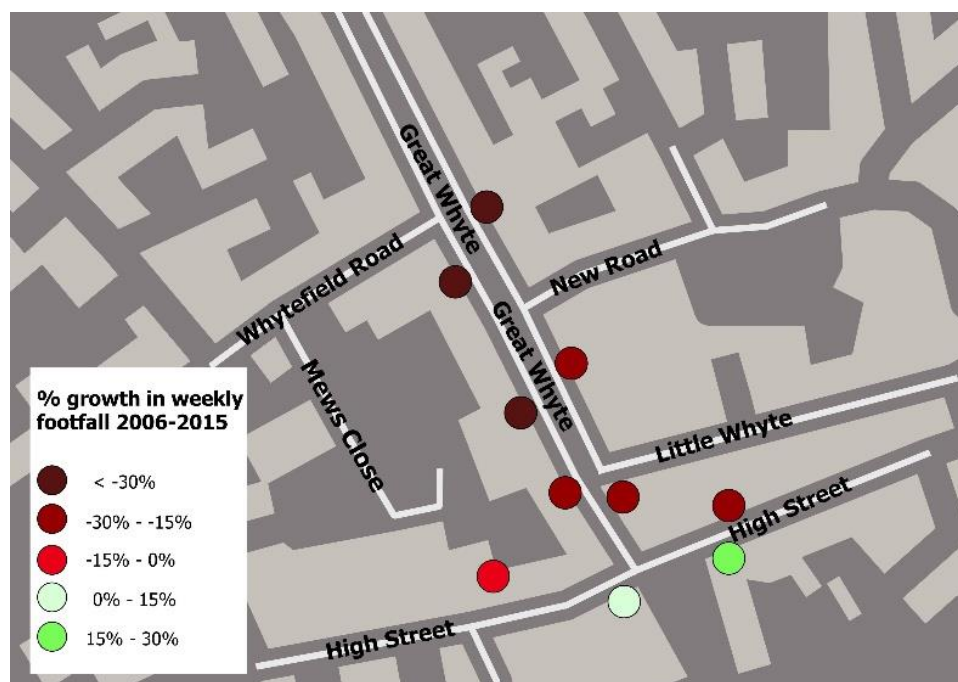 Great Whyte
Whytefield Road
New Road
Great Whyte
Mews Close
Little Whyte
High Street
High Street
% growth in weekly
footfall 2006-2015
< -30%
-30% - -15%
-15% - 0%
0% - 15%
15% - 30%